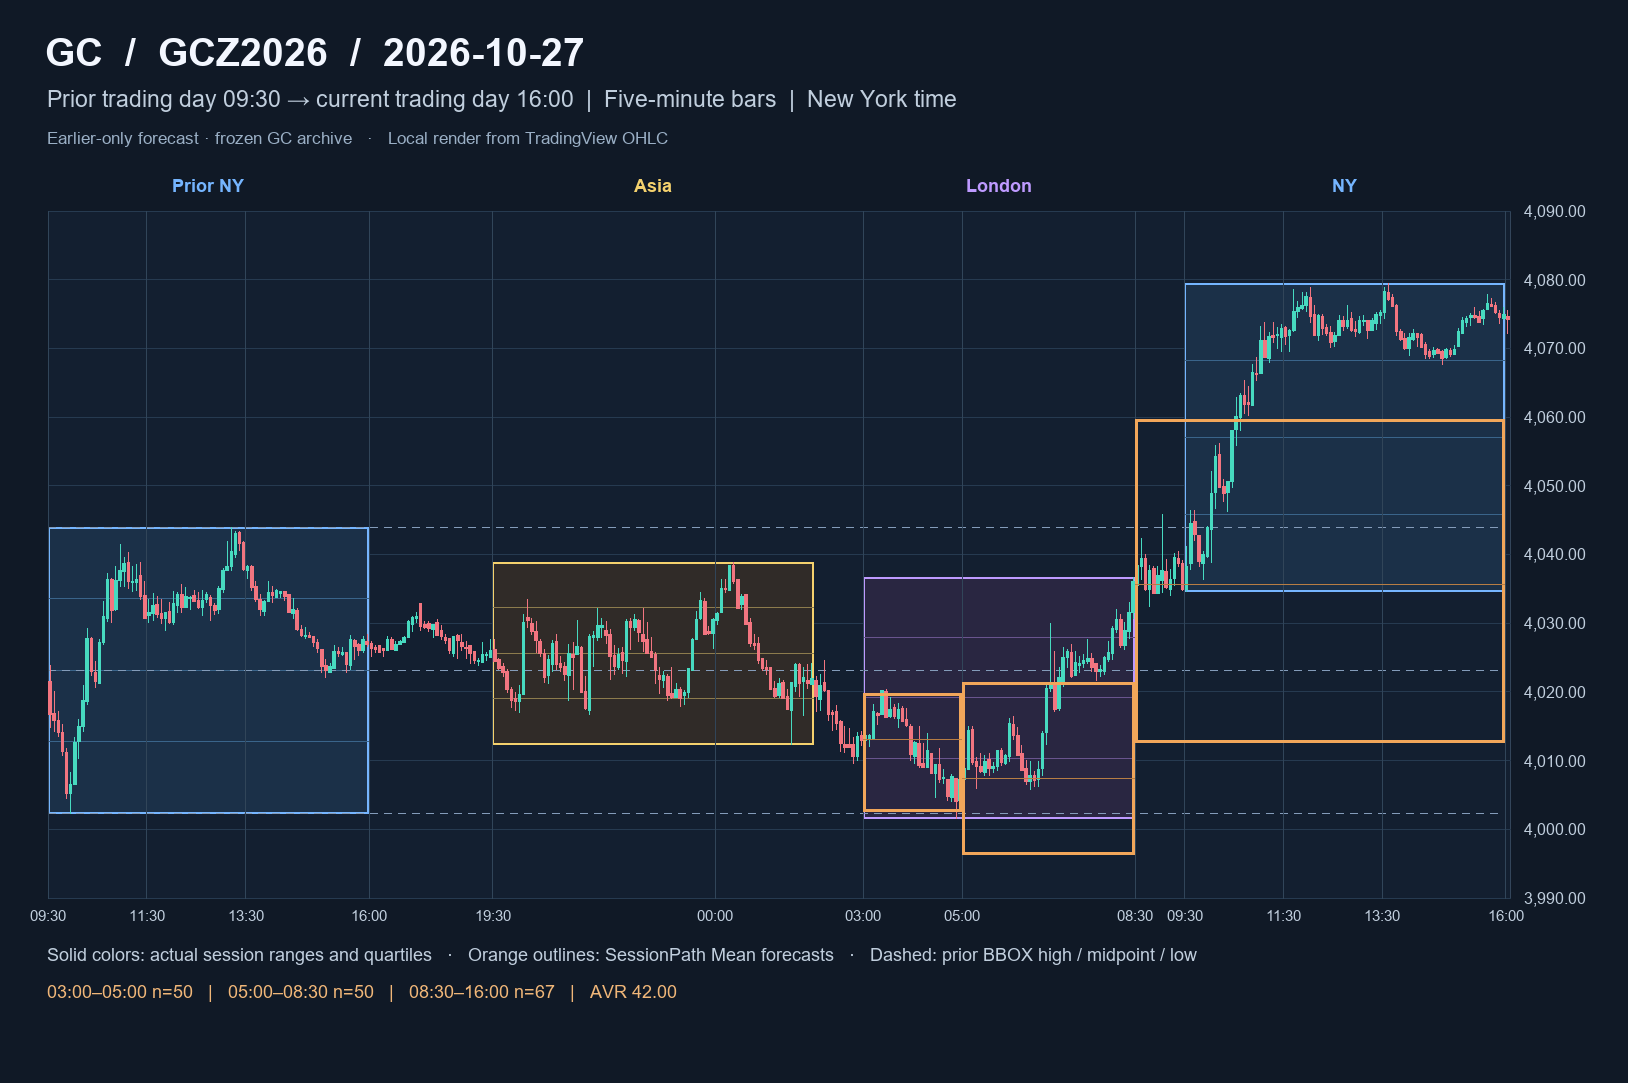 GC / GCZ2026 / 2026-10-27
Prior trading day 09:30 → current trading day 16:00 | Five-minute bars | New York time
Earlier-only forecast · frozen GC archive · Local render from TradingView OHLC
Prior NY Asia London NY
4,090.00
4,080.00
4,070.00
4,060.00
4,050.00
4,040.00
4,030.00
4,020.00
4,010.00
4,000.00
3,990.00
09:30 11:30 13:30 16:00 19:30 00:00 03:00 05:00 08:30 09:30 11:30 13:30 16:00
Solid colors: actual session ranges and quartiles · Orange outlines: SessionPath Mean forecasts · Dashed: prior BBOX high / midpoint / low
03:00–05:00 n=50 | 05:00–08:30 n=50 | 08:30–16:00 n=67 | AVR 42.00